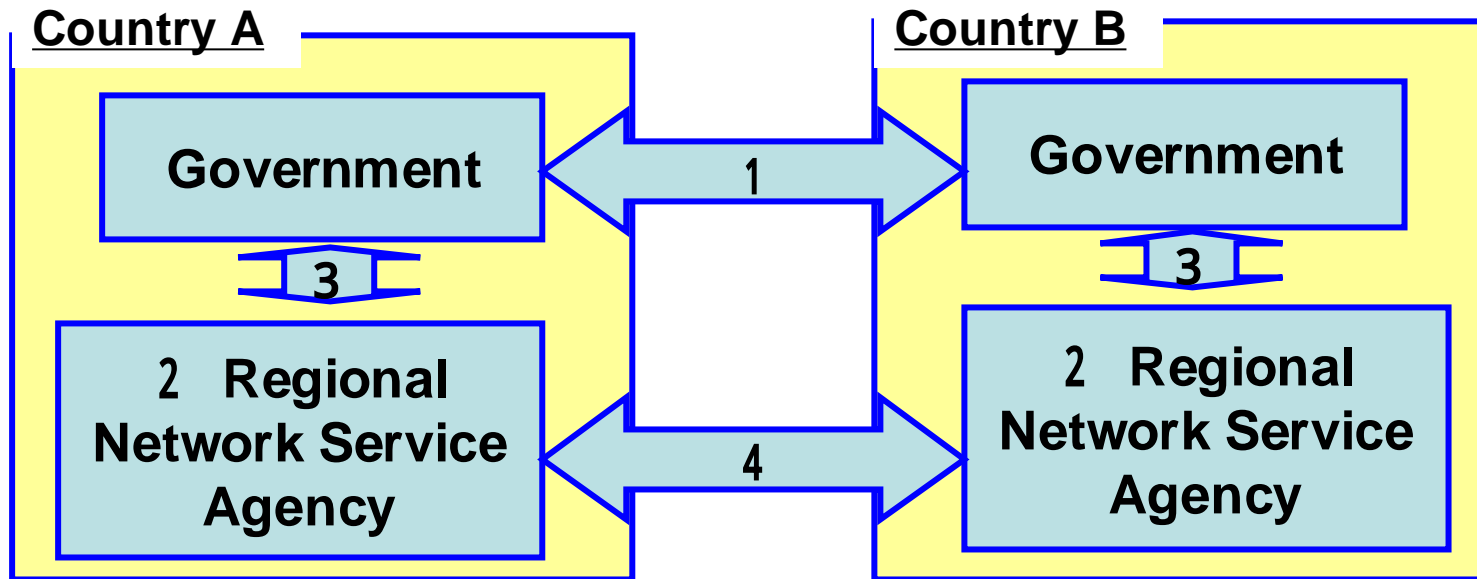 Country A
Government
3
2 Regional
Network Service
Agency
1
4
Country B
Government
3
2 Regional
Network Service
Agency